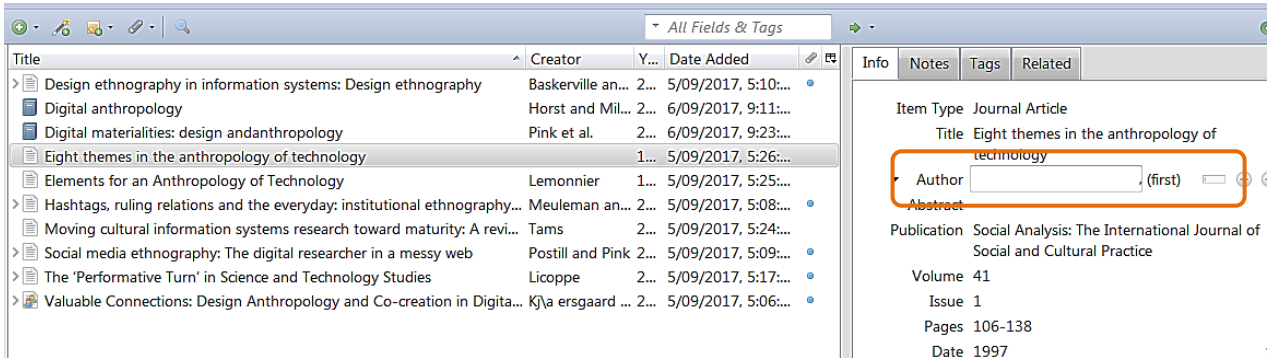 All Fields & Tags
Title Creator Y... Date Added
Design ethnography in information systems: Design ethnography Baskerville an... 2... 5/09/2017, 5:10:...
Digital anthropology Horst and Mil... 2... 6/09/2017, 9:11:...
Digital materialities: design andanthropology Pink et al. 2... 6/09/2017, 9:23:...
Eight themes in the anthropology of technology 1... 5/09/2017, 5:26:...
Elements for an Anthropology of Technology Lemonnier 1... 5/09/2017, 5:25:...
Hashtags, ruling relations and the everyday: institutional ethnography... Meuleman an... 2... 5/09/2017, 5:08:...
Moving cultural information systems research toward maturity: A revi... Tams 2... 5/09/2017, 5:24:...
Social media ethnography: The digital researcher in a messy web Postill and Pink 2... 5/09/2017, 5:09:...
The ‘Performative Turn’ in Science and Technology Studies Licoppe 2... 5/09/2017, 5:17:...
Valuable Connections: Design Anthropology and Co-creation in Digita... Kj\a ersgaard ... 2... 5/09/2017, 5:06:...
Info Notes Tags Related
Item Type Journal Article
Title Eight themes in the anthropology of
technology
Author , (first)
Abstract
Publication Social Analysis: The International Journal of
Social and Cultural Practice
Volume 41
Issue 1
Pages 106-138
Date 1997